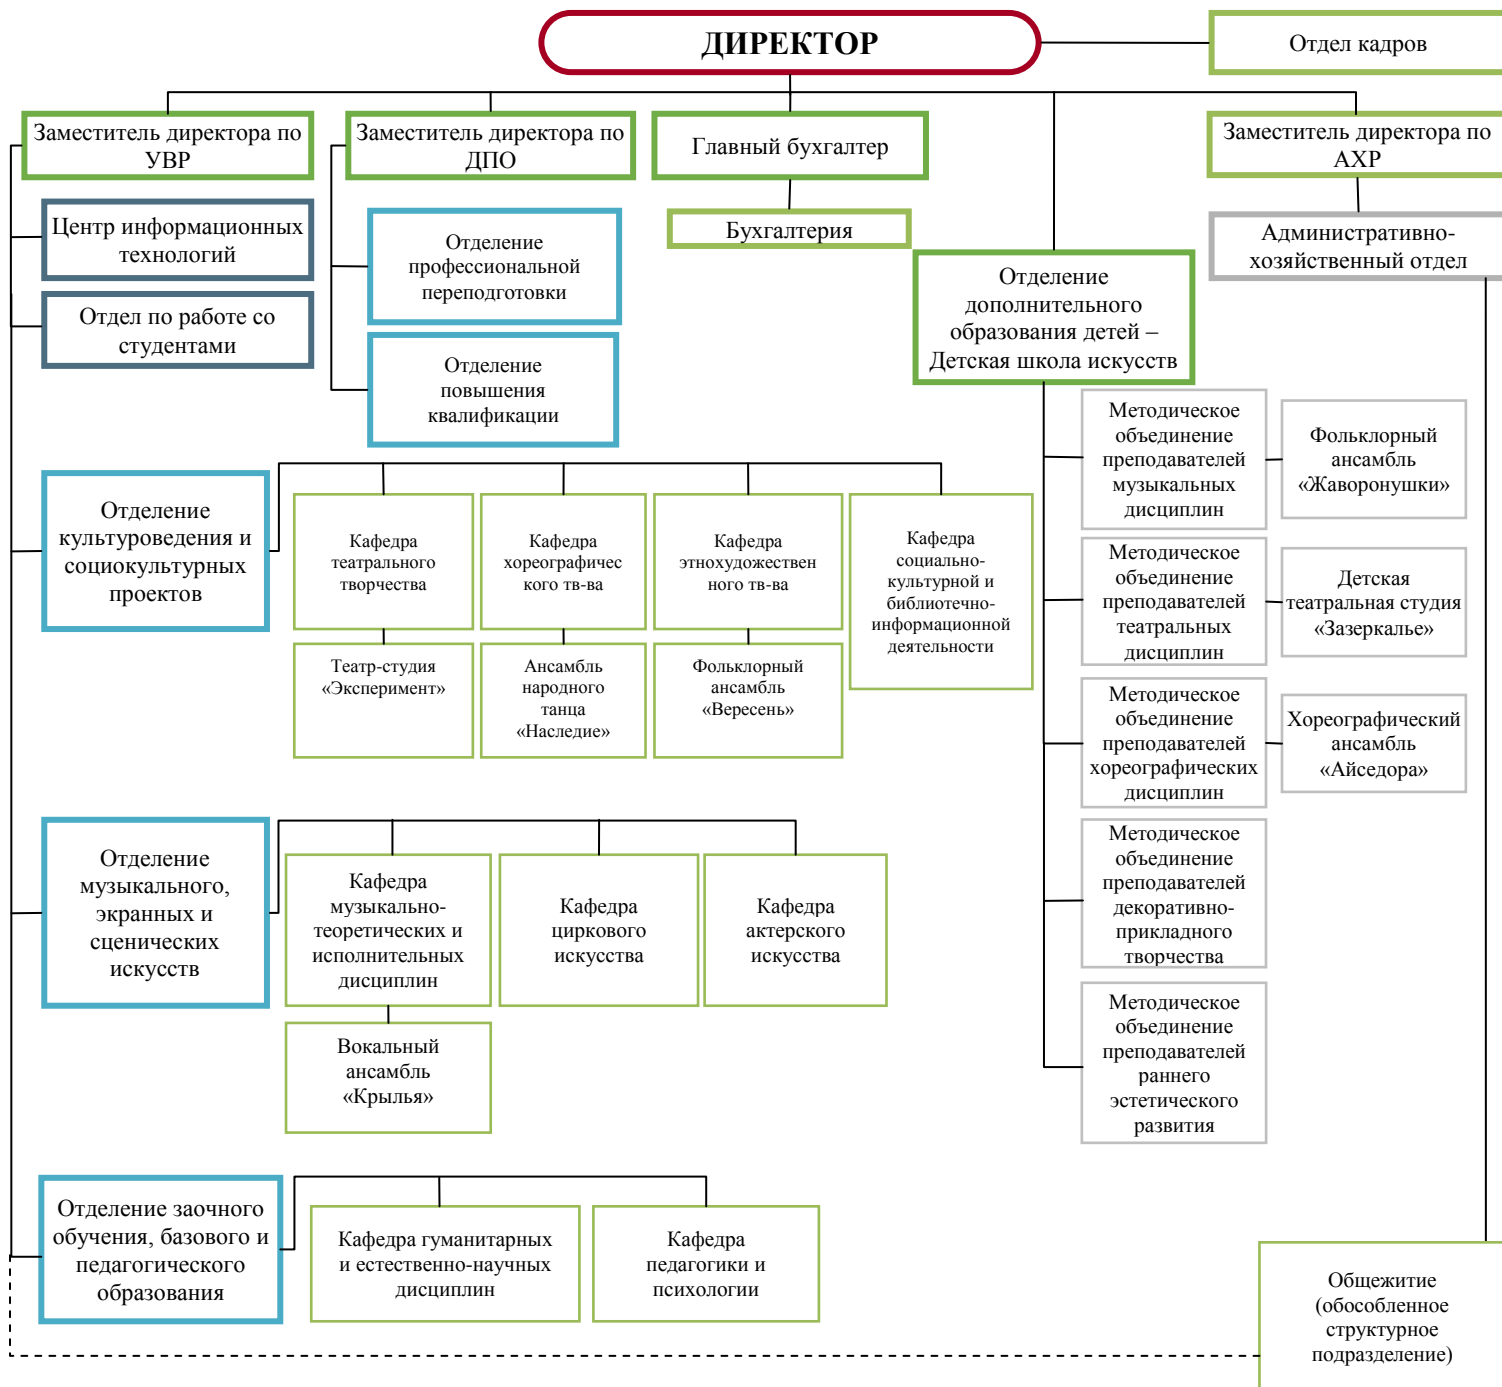 ДИРЕКТОР
Отдел кадров
Заместитель директора по
УВР
Заместитель директора по
ДПО
Главный бухгалтер
Заместитель директора по
АХР
Центр информационных
технологий
Отдел по работе со
студентами
Отделение
профессиональной
переподготовки
Отделение
повышения
квалификации
Бухгалтерия
Отделение
дополнительного
образования детей –
Детская школа искусств
Административно-
хозяйственный отдел
Методическое
объединение
преподавателей
музыкальных
дисциплин
Фольклорный
ансамбль
«Жаворонушки»
Методическое
объединение
преподавателей
театральных
дисциплин
Детская
театральная студия
«Зазеркалье»
Методическое
объединение
преподавателей
хореографических
дисциплин
Хореографический
ансамбль
«Айседора»
Методическое
объединение
преподавателей
декоративно-
прикладного
творчества
Методическое
объединение
преподавателей
раннего
эстетического
развития
Отделение
культуроведения и
социокультурных
проектов
Кафедра
театрального
творчества
Кафедра
хореографичес
кого тв-ва
Кафедра
этнохудожествен
ного тв-ва
Кафедра
социально-
культурной и
библиотечно-
информационной
деятельности
Театр-студия
«Эксперимент»
Ансамбль
народного
танца
«Наследие»
Фольклорный
ансамбль
«Вересень»
Отделение
музыкального,
экранных и
сценических
искусств
Кафедра
музыкально-
теоретических и
исполнительных
дисциплин
Кафедра
циркового
искусства
Кафедра
актерского
искусства
Вокальный
ансамбль
«Крылья»
Отделение заочного
обучения, базового и
педагогического
образования
Кафедра гуманитарных
и естественно-научных
дисциплин
Кафедра
педагогики и
психологии
Общежитие
(обособленное
структурное
подразделение)